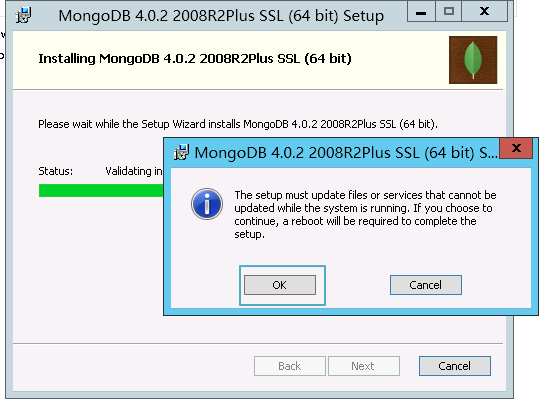 MongoDB 4.0.2 2008R2Plus SSL (64 bit) Setup
Installing MongoDB 4.0.2 2008R2Plus SSL (64 bit)
Please wait while the Setup Wizard installs MongoDB 4.0.2 2008R2Plus SSL (64 bit).
Status: Validating in
MongoDB 4.0.2 2008R2Plus SSL (64 bit) S...
The setup must update files or services that cannot be
updated while the system is running. If you choose to
continue, a reboot will be required to complete the
setup.
OK Cancel
Back Next Cancel